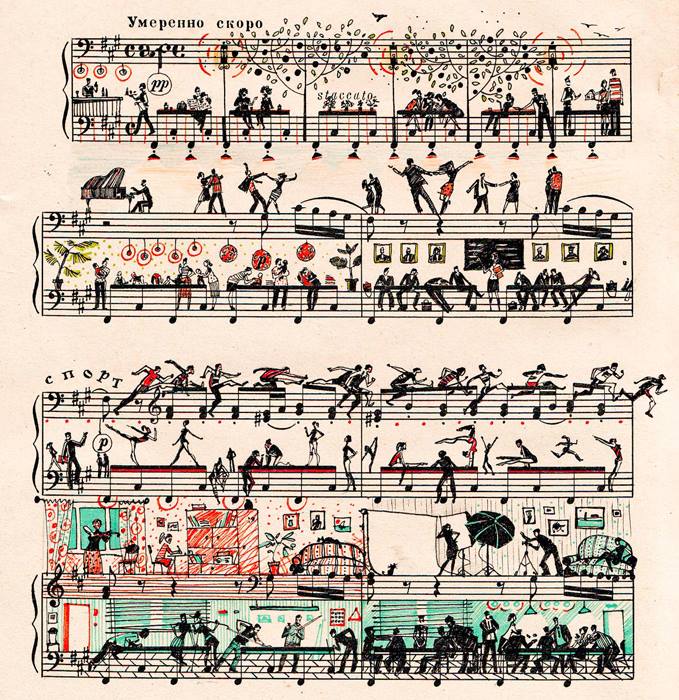 Умеренно скоро
cafe
pp
staccato
p
спорт
p